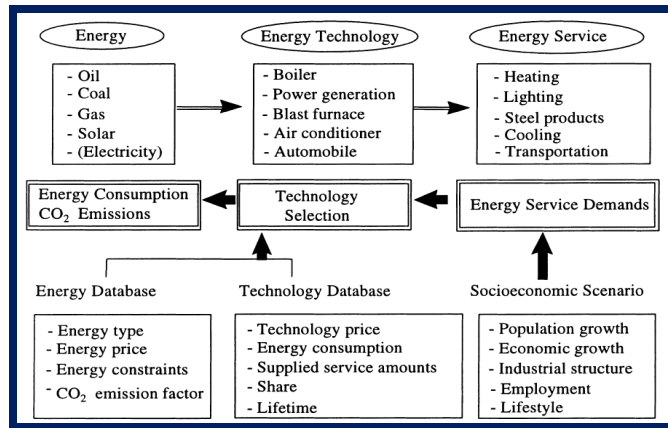 Energy
Energy Technology
Energy Service
- Oil
- Coal
- Gas
- Solar
- (Electricity)
- Boiler
- Power generation
- Blast furnace
- Air conditioner
- Automobile
- Heating
- Lighting
- Steel products
- Cooling
- Transportation
Energy Consumption
CO₂ Emissions
Technology
Selection
Energy Service Demands
Energy Database
Technology Database
Socioeconomic Scenario
- Energy type
- Energy price
- Energy constraints
- CO₂ emission factor
- Technology price
- Energy consumption
- Supplied service amounts
- Share
- Lifetime
- Population growth
- Economic growth
- Industrial structure
- Employment
- Lifestyle